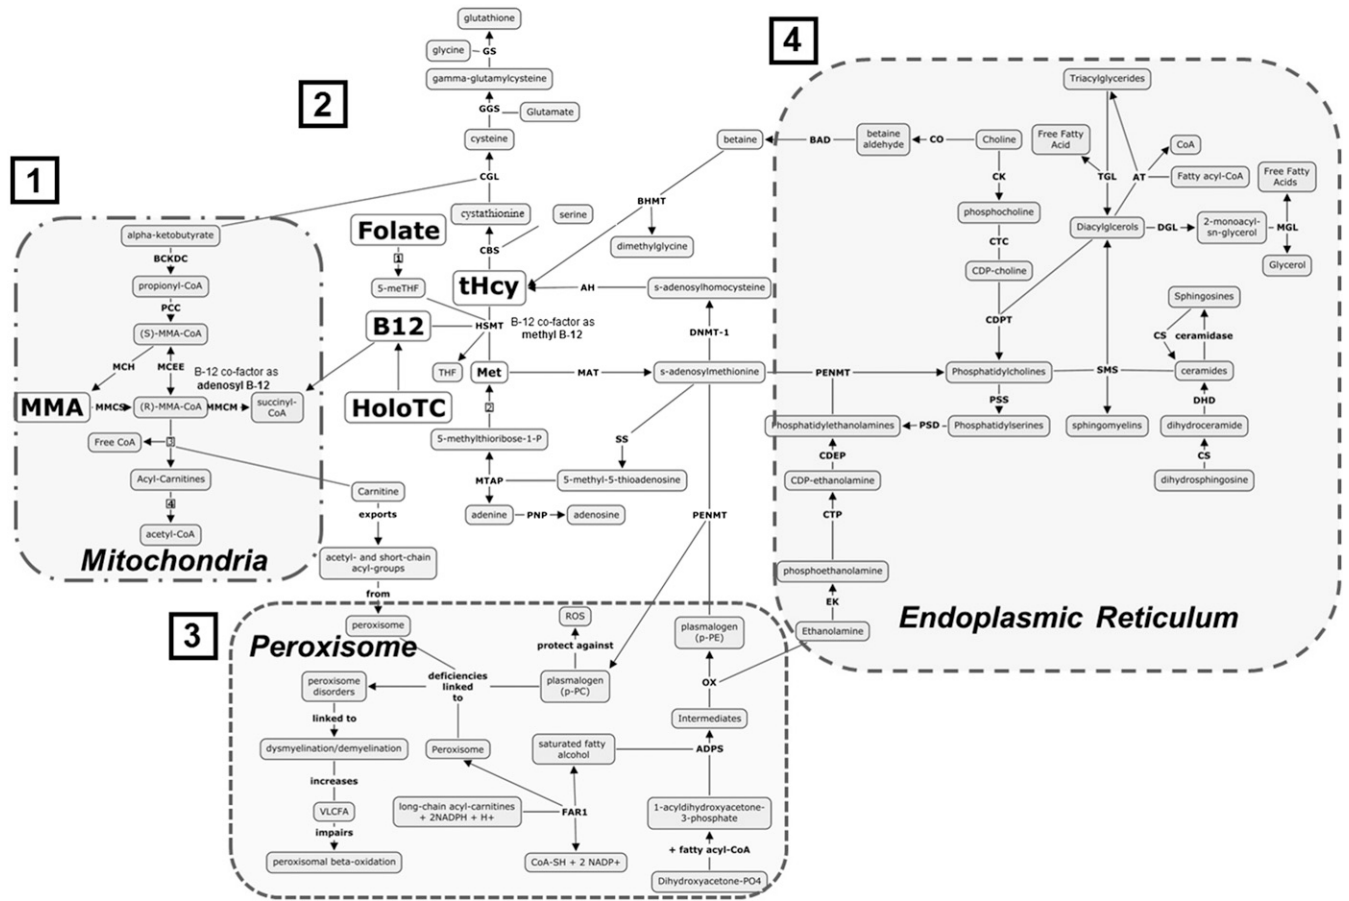 glutathione
glycine
GS
gamma-glutamylcysteine
GGS
Glutamate
cysteine
CGL
cystathionine
serine
CBS
2
1
alpha-ketobutyrate
BCKDC
propionyl-CoA
PCC
(S)-MMA-CoA
MCH
MCEE
B-12 co-factor as
adenosyl B-12
MMA
MMCS
(R)-MMA-CoA
MMCM
succinyl-
CoA
Free CoA
3
Acyl-Carnitines
4
acetyl-CoA
Mitochondria
Folate
1
5-meTHF
tHcy
B12
HSMT
B-12 co-factor as
methyl B-12
THF
Met
HoloTC
2
5-methylthioribose-1-P
MTAP
5-methyl-5-thioadenosine
adenine
PNP
adenosine
betaine
BHMT
dimethylglycine
AH
s-adenosylhomocysteine
DNMT-1
MAT
s-adenosylmethionine
SS
PENMT
PENMT
Carnitine
exports
acetyl- and short-chain
acyl-groups
from
peroxisome
3
Peroxisome
ROS
protect against
plasmalogen
(p-PC)
deficiencies
linked
to
peroxisome
disorders
linked to
dysmyelination/demyelination
increases
VLCFA
impairs
peroxisomal beta-oxidation
Peroxisome
saturated fatty
alcohol
long-chain acyl-carnitines
+ 2NADPH + H+
FAR1
CoA-SH + 2 NADP+
plasmalogen
(p-PE)
OX
Intermediates
ADPS
1-acyldihydroxyacetone-
3-phosphate
+ fatty acyl-CoA
Dihydroxyacetone-PO4
4
BAD
betaine
aldehyde
CO
Choline
CK
phosphocholine
CTC
CDP-choline
CDPT
Phosphatidylcholines
PSS
Phosphatidylserines
PSD
Phosphatidylethanolamines
CDEP
CDP-ethanolamine
CTP
phosphoethanolamine
EK
Ethanolamine
Triacylglycerides
Free Fatty
Acid
TGL
AT
CoA
Fatty acyl-CoA
Free Fatty
Acids
Diacylglcerols
DGL
2-monoacyl-
sn-glycerol
MGL
Glycerol
Sphingosines
CS
ceramidase
SMS
ceramides
DHD
sphingomyelins
dihydroceramide
CS
dihydrosphingosine
Endoplasmic Reticulum